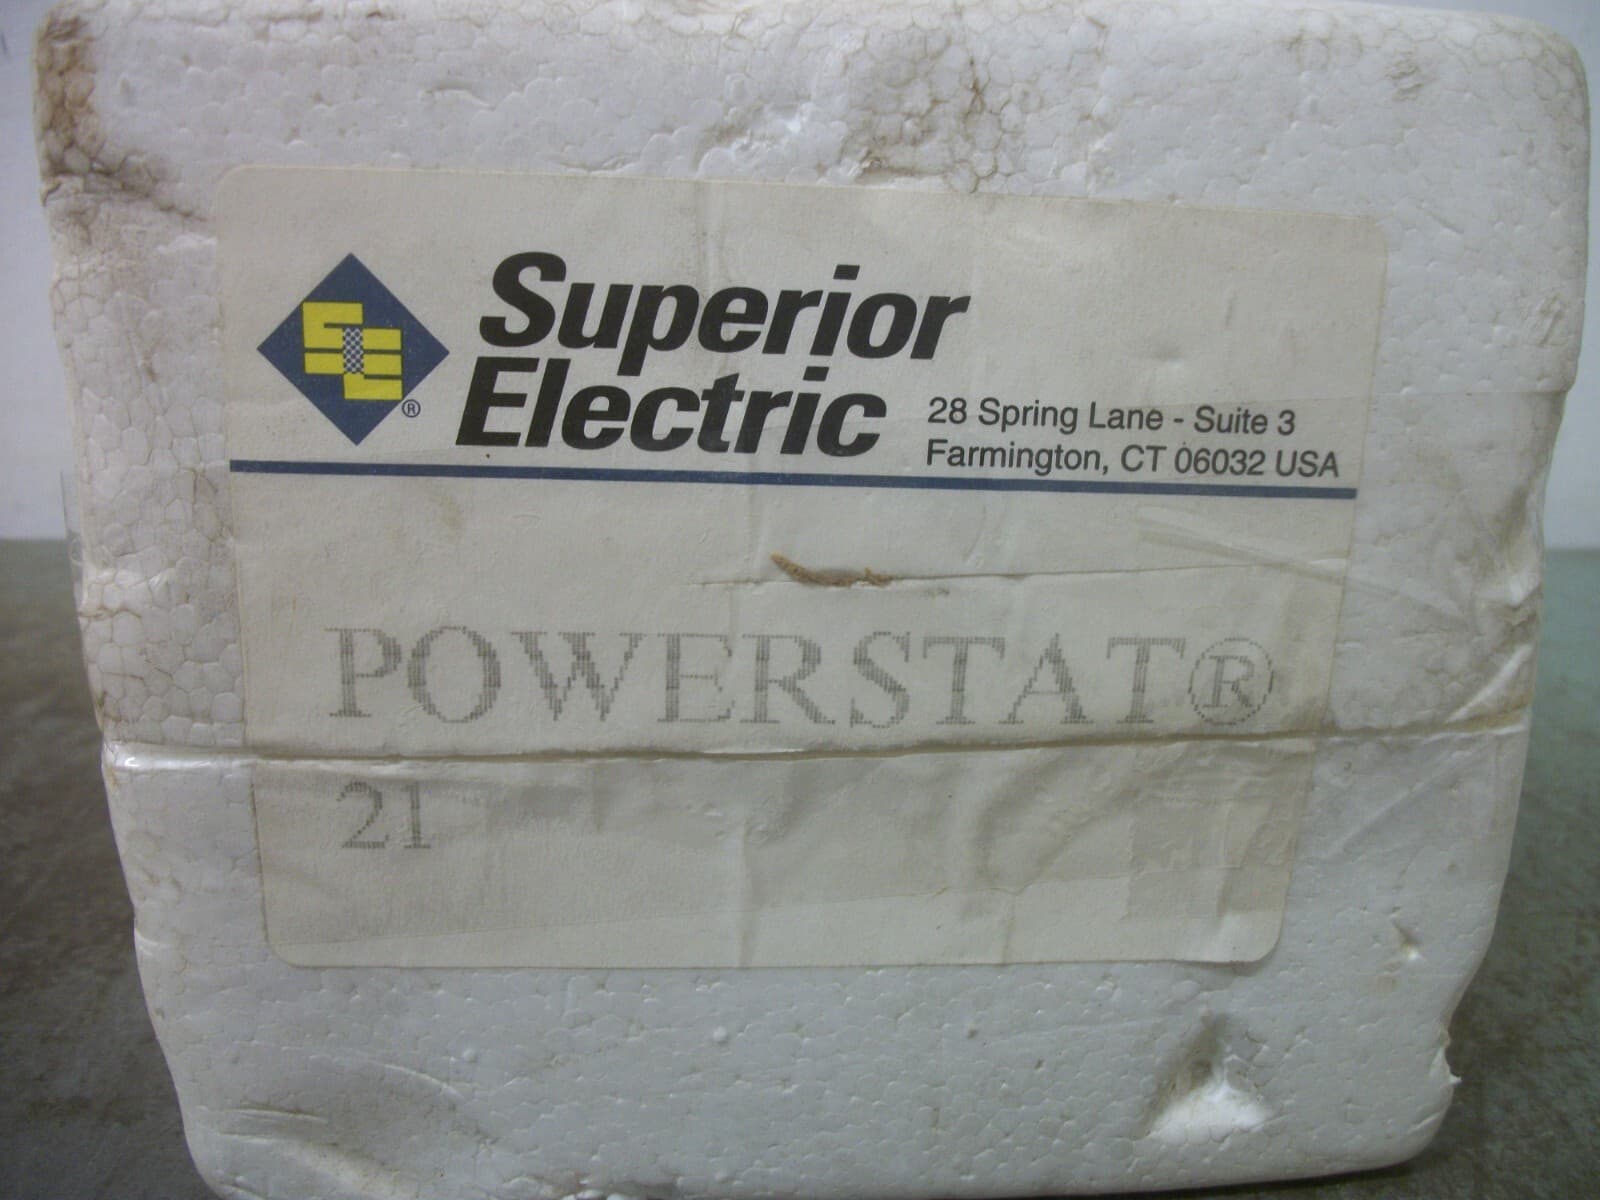 Superior
Electric
®
28 Spring Lane - Suite 3
Farmington, CT 06032 USA
POWERSTAT®
21